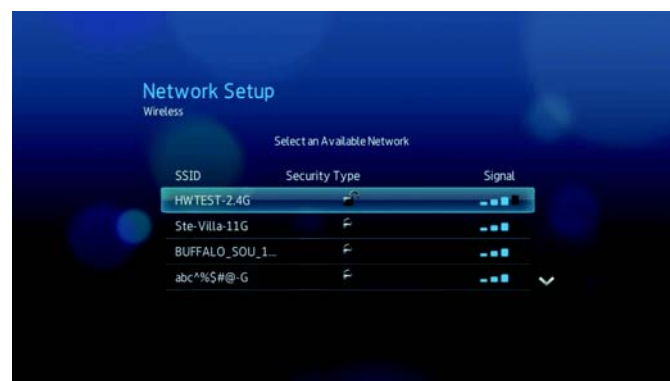 Network Setup
Wireless
Select an Available Network
SSID Security Type Signal
HWTEST-2.4G
Ste-Villa-11G
BUFFALO_SOU_1...
abc^%$#@-G